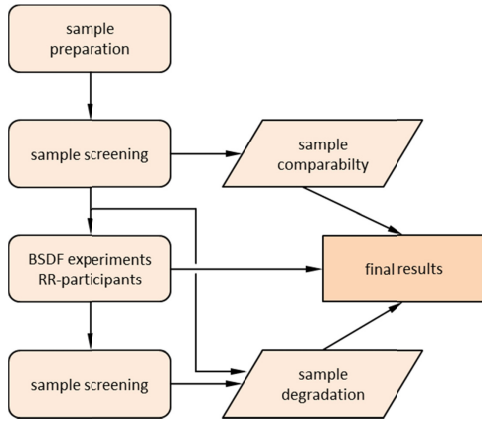 sample
preparation
sample screening
sample
comparabilty
BSDF experiments
RR-participants
final results
sample screening
sample
degradation